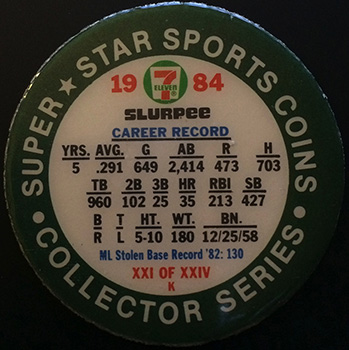 SUPER ★ STAR SPORTS COINS
• COLLECTOR SERIES •
19 7 ELEVEN ® 84
SLURPEE
CAREER RECORD
YRS. AVG. G AB R H
5 .291 649 2,414 473 703
TB 2B 3B HR RBI SB
960 102 25 35 213 427
B T HT. WT. BN.
R L 5-10 180 12/25/58
ML Stolen Base Record '82: 130
XXI OF XXIV
K